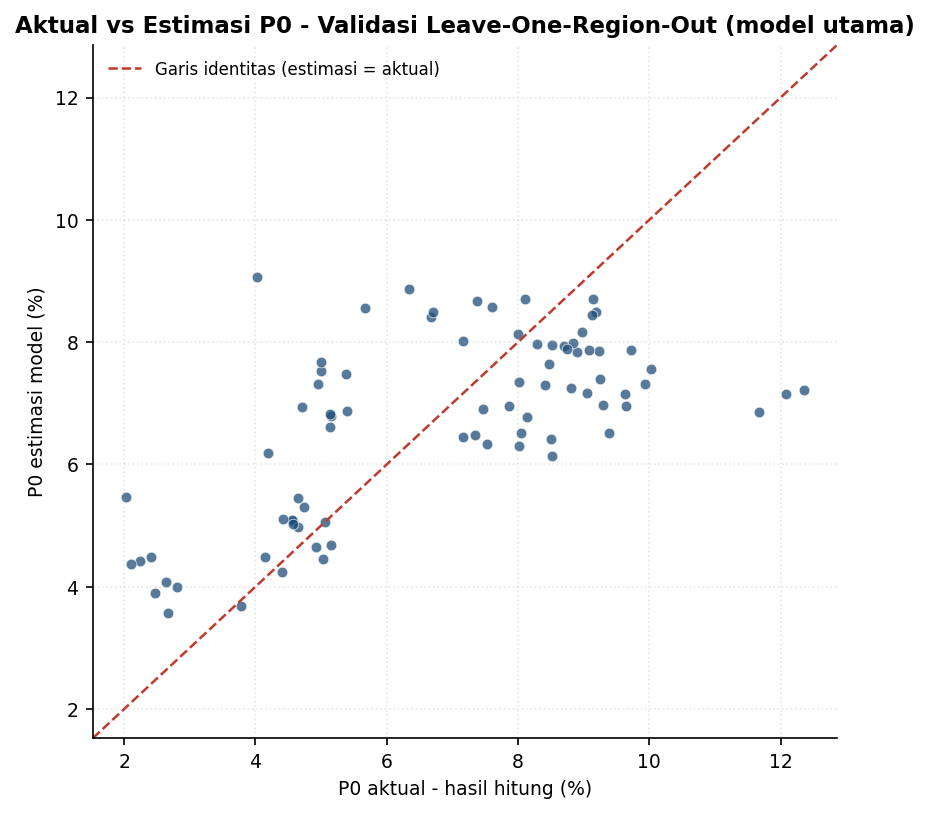 Aktual vs Estimasi P0 - Validasi Leave-One-Region-Out (model utama)
Garis identitas (estimasi = aktual)
12
10
8
6
4
2
P0 estimasi model (%)
2 4 6 8 10 12
P0 aktual - hasil hitung (%)